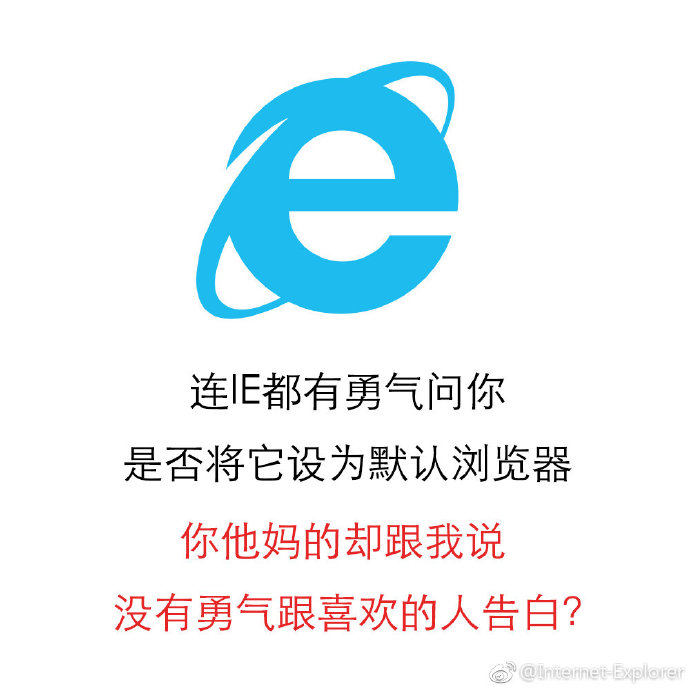 连IE都有勇气问你
是否将它设为默认浏览器
你他妈的却跟我说
没有勇气跟喜欢的人告白?
@Internet-Explorer